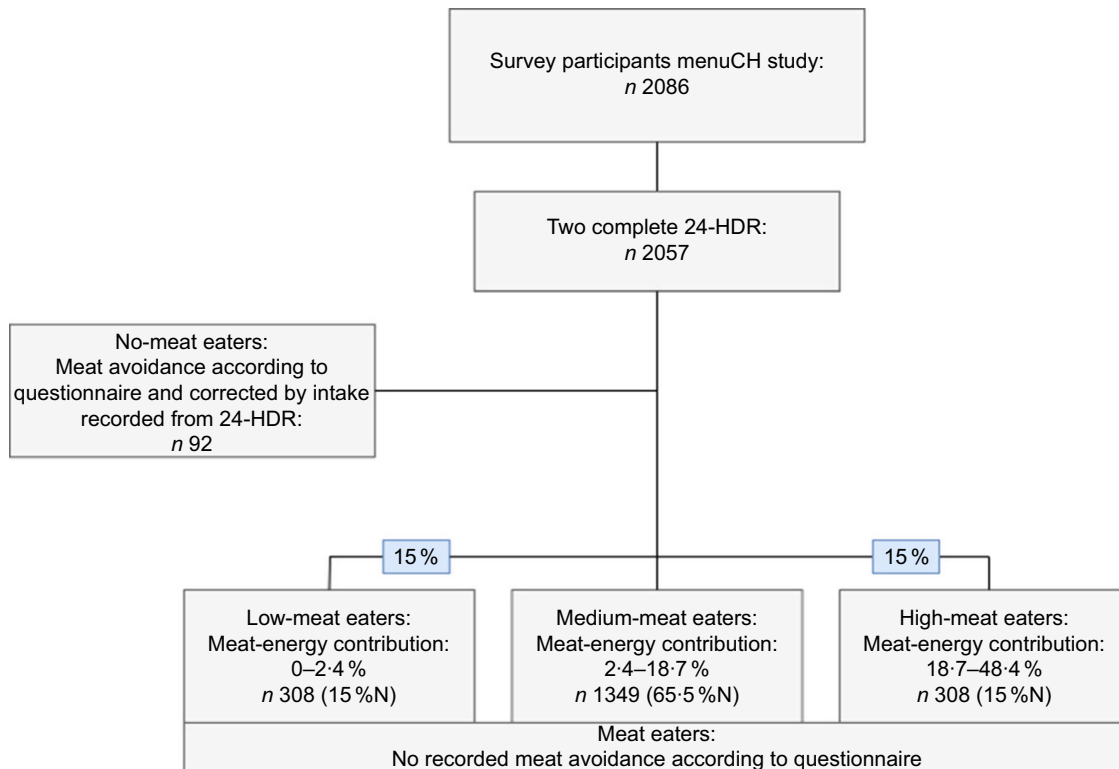 Survey participants menuCH study:
n 2086
Two complete 24-HDR:
n 2057
No-meat eaters:
Meat avoidance according to
questionnaire and corrected by intake
recorded from 24-HDR:
n 92
15 %
15 %
Low-meat eaters:
Meat-energy contribution:
0–2·4 %
n 308 (15 %N)
Medium-meat eaters:
Meat-energy contribution:
2·4–18·7 %
n 1349 (65·5 %N)
High-meat eaters:
Meat-energy contribution:
18·7–48·4 %
n 308 (15 %N)
Meat eaters:
No recorded meat avoidance according to questionnaire